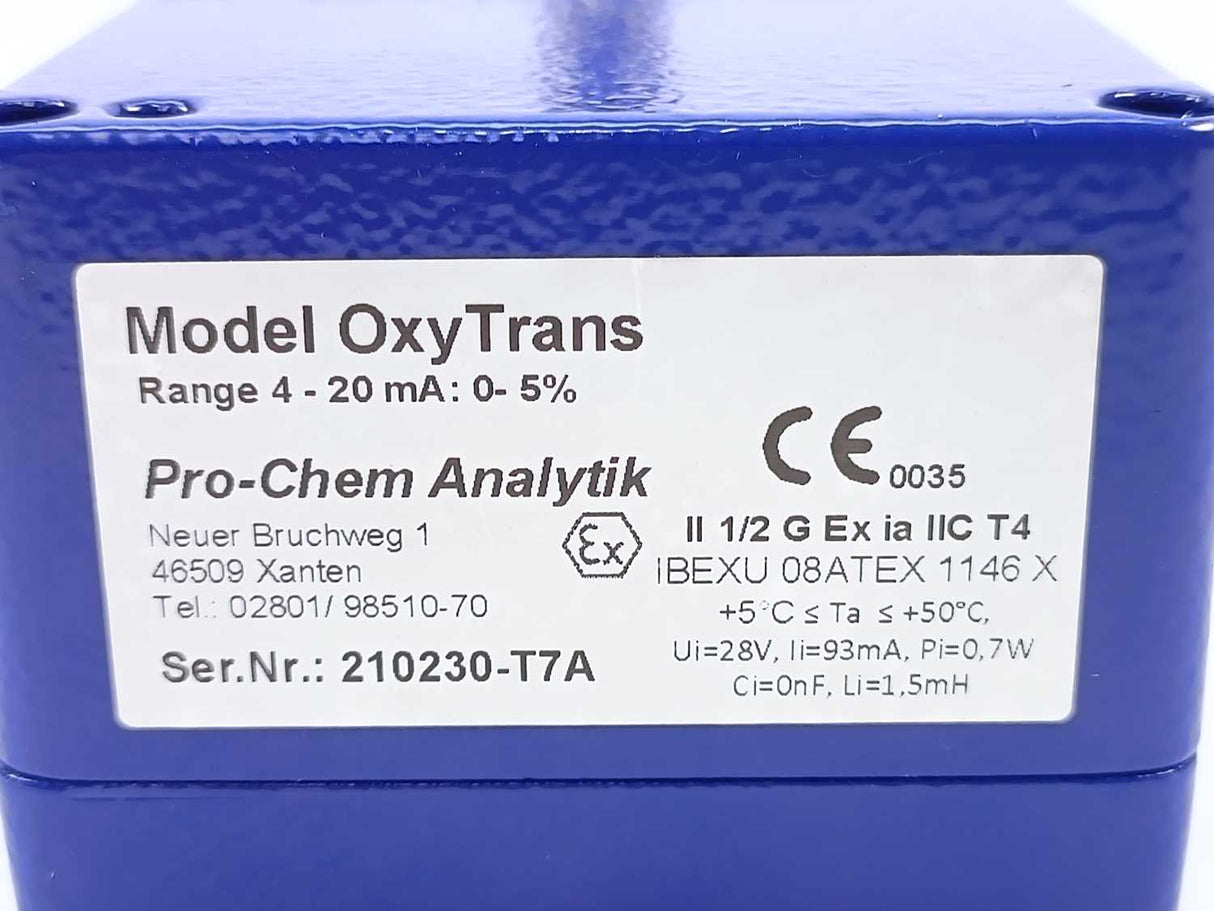 Model OxyTrans
Range 4 - 20 mA: 0- 5%
Pro-Chem Analytik
Neuer Bruchweg 1
46509 Xanten
Tel.: 02801/ 98510-70
Ser.Nr.: 210230-T7A
CE 0035
Ex II 1/2 G Ex ia IIC T4
IBEXU 08ATEX 1146 X
+5°C ≤ Ta ≤ +50°C,
Ui=28V, Ii=93mA, Pi=0,7W
Ci=0nF, Li=1,5mH